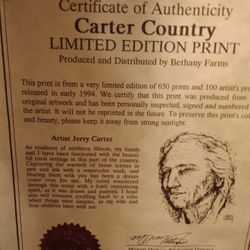 Certificate of Authenticity
Carter Country
LIMITED EDITION PRINT
Produced and Distributed by Bethany Farms
This print is from a very limited edition of 650 prints and 100 artist's pr
released in early 1994. We certify that this print was produced from
original artwork and has been personally inspected, signed and numbered
the artist. It will not be reprinted in the future. To preserve this print's col
and beauty, please keep it away from strong sunlight.
Artist Jerry Carter
As residents of southern Illinois, my family
and I have been fascinated with the beauti-
ful rural settings in this part of the country.
Capturing the warmth of these scenes in
pen and ink with a watercolor wash, and
sharing them with you has been a dream
come true for me. My mind wandered
through this scene with a fond, reminiscing
spirit, as it was drawn and painted. I hope
you will treasure strolling back to a time
when things were simpler, as my wife and
four children have with me.